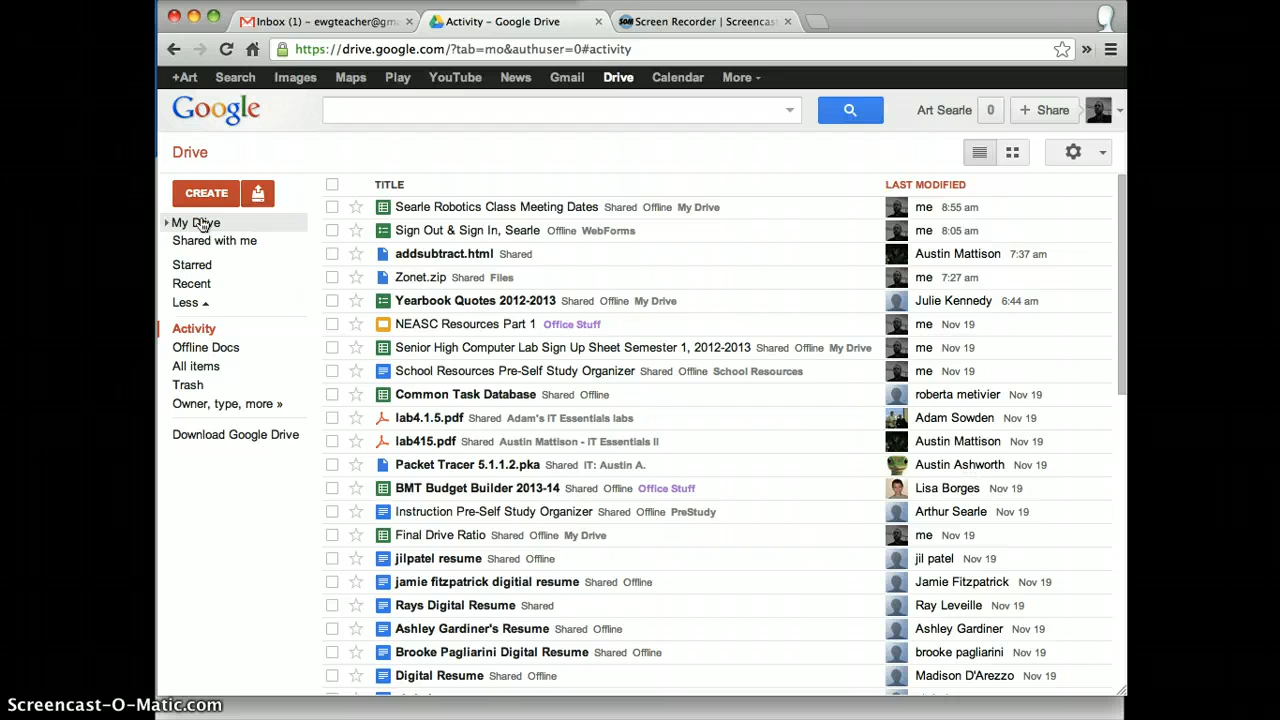 Inbox (1) - ewgteacher@gm
Activity - Google Drive
SOM Screen Recorder | Screencast
https://drive.google.com/?tab=mo&authuser=0#activity
+Art Search Images Maps Play YouTube News Gmail Drive Calendar More
Google
Art Searle 0 + Share
Drive
CREATE
My Drive
Shared with me
Starred
Recent
Less
Activity
Offline Docs
All items
Trash
Owner, type, more »
Download Google Drive
TITLE LAST MODIFIED
Searle Robotics Class Meeting Dates Shared Offline My Drive me 8:55 am
Sign Out & Sign In, Searle Offline WebForms me 8:05 am
addsubtract.html Shared Austin Mattison 7:37 am
Zonet.zip Shared Files me 7:27 am
Yearbook Quotes 2012-2013 Shared Offline My Drive Julie Kennedy 6:44 am
NEASC Resources Part 1 Office Stuff me Nov 19
Senior High Computer Lab Sign Up Sheet Semester 1, 2012-2013 Shared Offline My Drive me Nov 19
School Resources Pre-Self Study Organizer Shared Offline School Resources me Nov 19
Common Task Database Shared Offline roberta metivier Nov 19
lab4.1.5.pdf Shared Adam's IT Essentials labs Adam Sowden Nov 19
lab415.pdf Shared Austin Mattison - IT Essentials II Austin Mattison Nov 19
Packet Tracer 5.1.1.2.pka Shared IT: Austin A. Austin Ashworth Nov 19
BMT Budget Builder 2013-14 Shared Offline Office Stuff Lisa Borges Nov 19
Instruction Pre-Self Study Organizer Shared Offline PreStudy Arthur Searle Nov 19
Final Drive Ratio Shared Offline My Drive me Nov 19
jilpatel resume Shared Offline jil patel Nov 19
jamie fitzpatrick digitial resume Shared Offline Jamie Fitzpatrick Nov 19
Rays Digital Resume Shared Ray Leveille Nov 19
Ashley Gardiner's Resume Shared Offline Ashley Gardiner Nov 19
Brooke Pagliarini Digital Resume Shared Offline brooke pagliarini Nov 19
Digital Resume Shared Offline Madison D'Arezzo Nov 19
Screencast-O-Matic.com